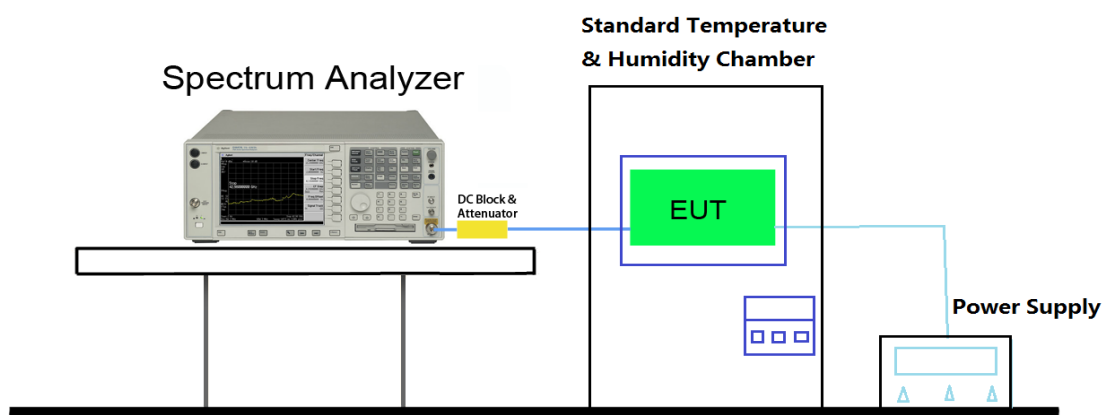 Standard Temperature
& Humidity Chamber
Spectrum Analyzer
DC Block &
Attenuator
EUT
Power Supply